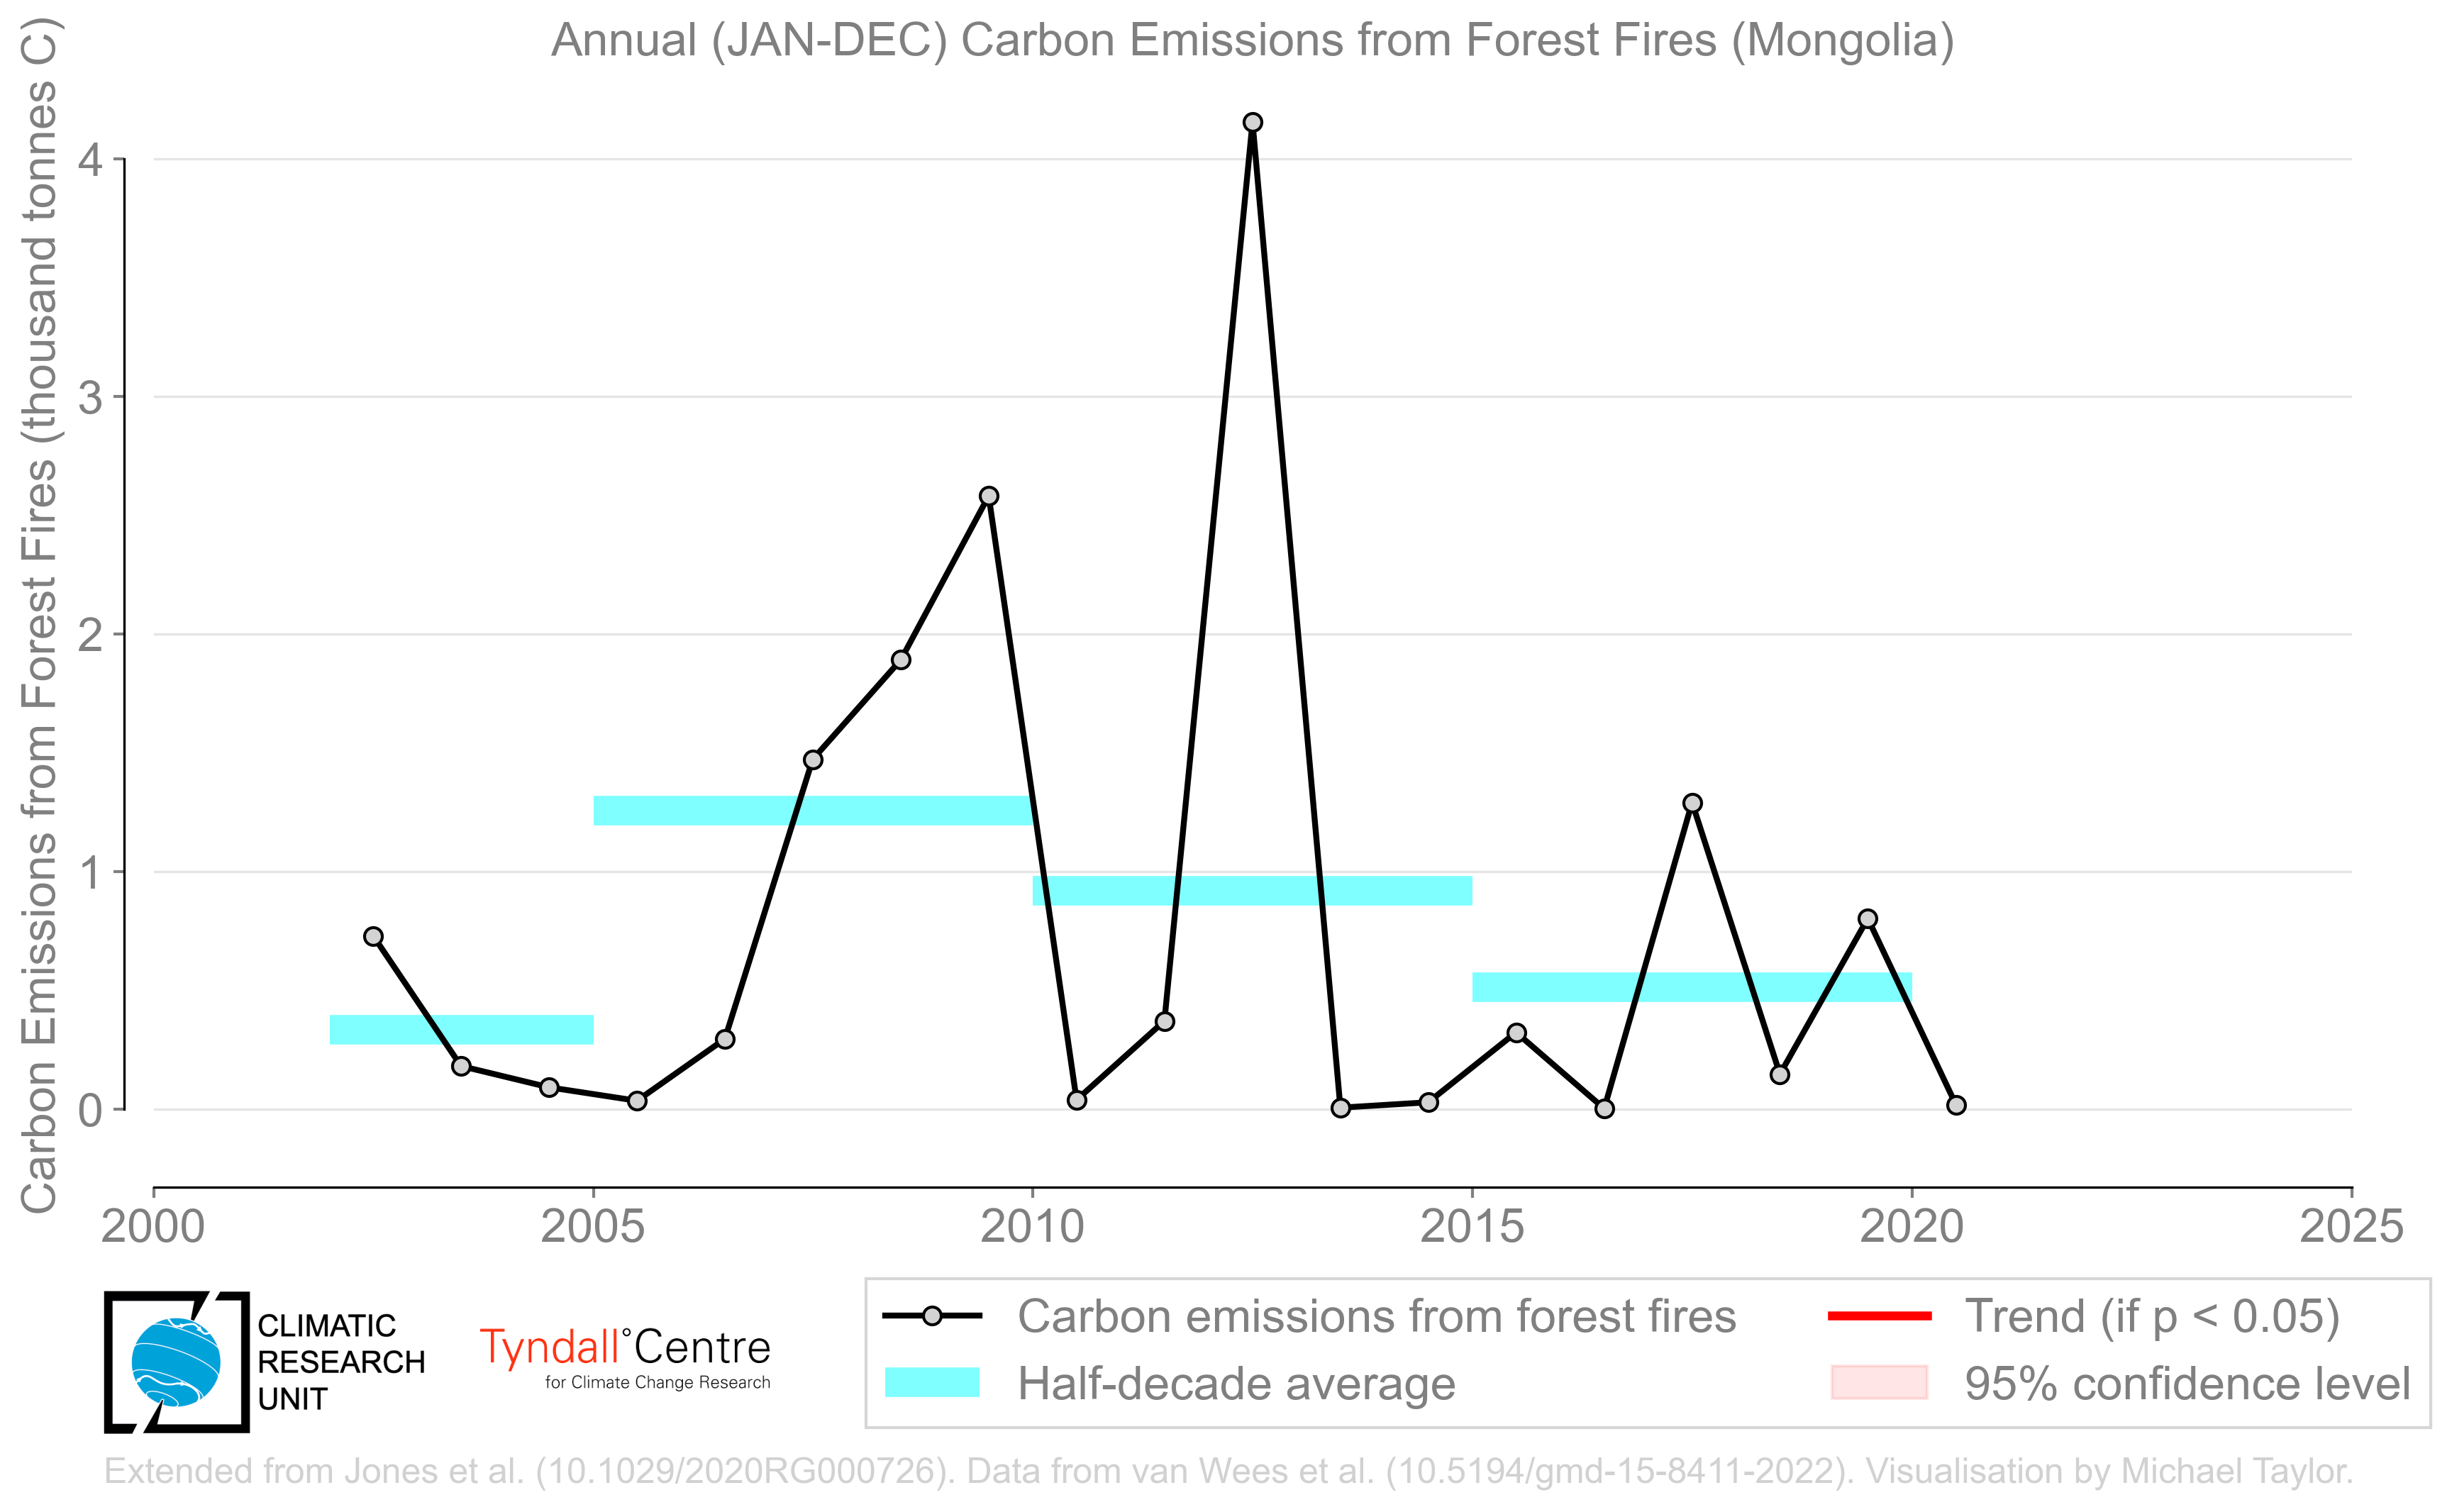 Annual (JAN-DEC) Carbon Emissions from Forest Fires (Mongolia)
Carbon Emissions from Forest Fires (thousand tonnes C)
4
3
2
1
0
2000
2005
2010
2015
2020
2025
CLIMATIC
RESEARCH
UNIT
Tyndall°Centre
for Climate Change Research
Carbon emissions from forest fires
Half-decade average
Trend (if p < 0.05)
95% confidence level
Extended from Jones et al. (10.1029/2020RG000726). Data from van Wees et al. (10.5194/gmd-15-8411-2022). Visualisation by Michael Taylor.